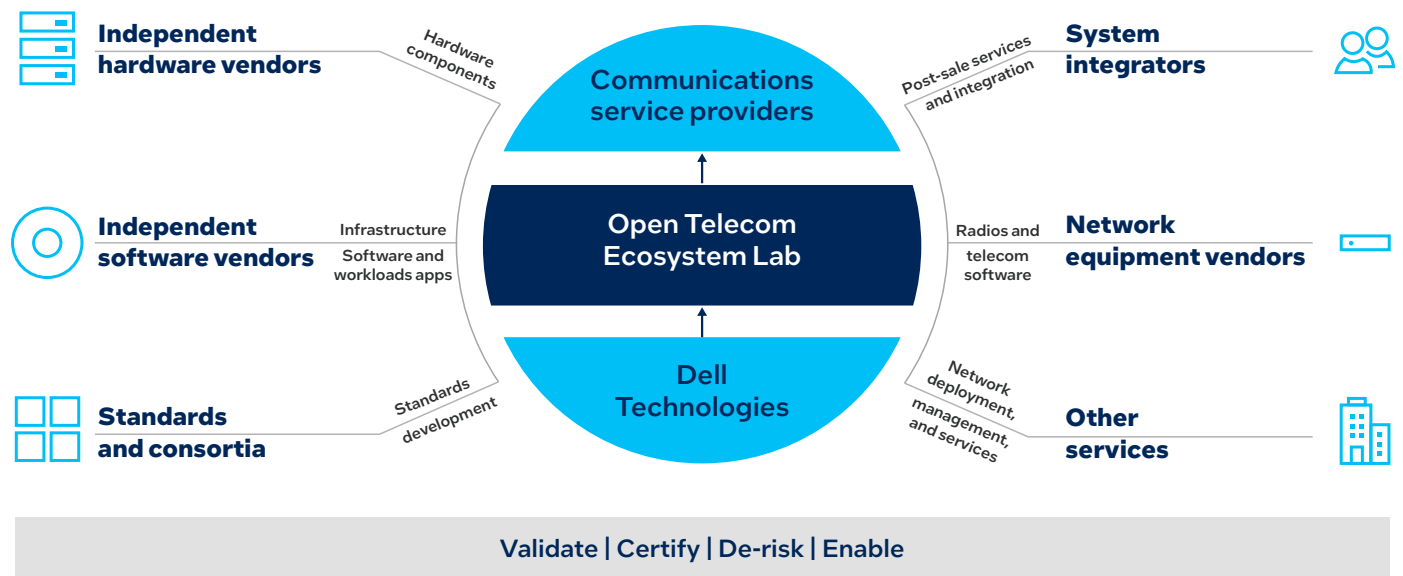 Independent
hardware vendors
Hardware
components
Communications
service providers
Post-sale services
and integration
System
integrators
Independent
software vendors
Infrastructure
Software and
workloads apps
Open Telecom
Ecosystem Lab
Radios and
telecom
software
Network
equipment vendors
Standards
and consortia
Standards
development
Dell
Technologies
Network
deployment,
management,
and services
Other
services
Validate | Certify | De-risk | Enable